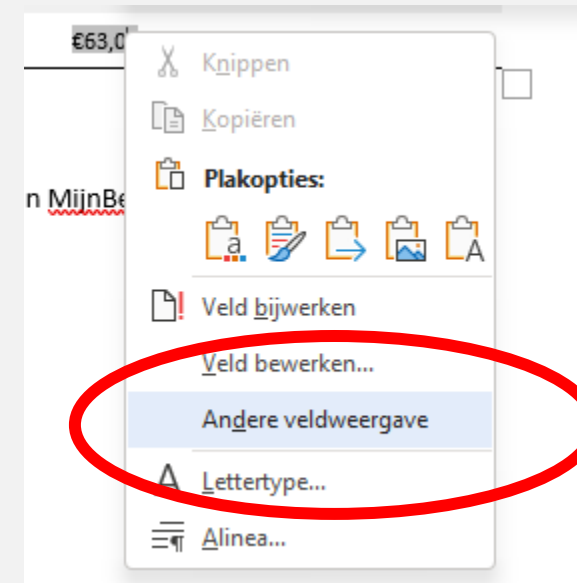 €63,0
Knippen
Kopiëren
n MijnBe
Plakopties:
Veld bijwerken
Veld bewerken...
Andere veldweergave
Lettertype...
Alinea...